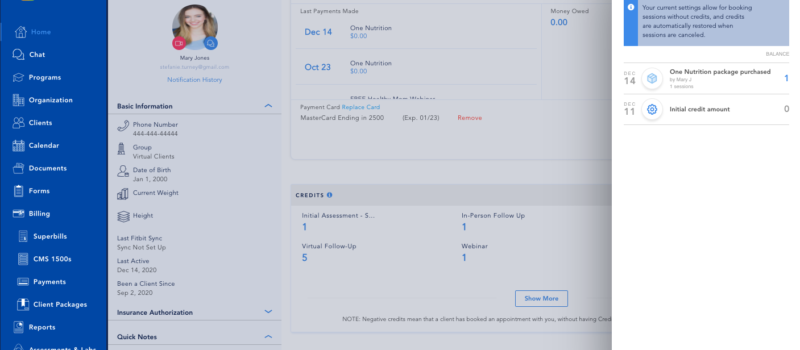 Home
Chat
Programs
Organization
Clients
Calendar
Documents
Forms
Billing
Superbills
CMS 1500s
Payments
Client Packages
Reports
Assessments & Labs
Mary Jones
Notification History
Basic Information
Phone Number
444-444-44444
Group
Virtual Clients
Date of Birth
Jan 1, 2000
Current Weight
Height
Last Fitbit Sync
Sync Not Set Up
Last Active
Dec 14, 2020
Been a Client Since
Sep 2, 2020
Insurance Authorization
Quick Notes
Last Payments Made
Dec 14
One Nutrition
$0.00
Oct 23
One Nutrition
$0.00
FREE Healthy Mom Webinar
Money Owed
0.00
Payment Card Replace Card
MasterCard Ending in 2500 (Exp. 01/23) Remove
CREDITS
Initial Assessment - S...
1
In-Person Follow Up
1
Virtual Follow-Up
5
Webinar
1
Show More
NOTE: Negative credits mean that a client has booked an appointment with you, without having Credi
Your current settings allow for booking
sessions without credits, and credits
are automatically restored when
sessions are canceled.
BALANCE
DEC
14
One Nutrition package purchased
by Mary J
1 sessions
1
DEC
11
Initial credit amount
0